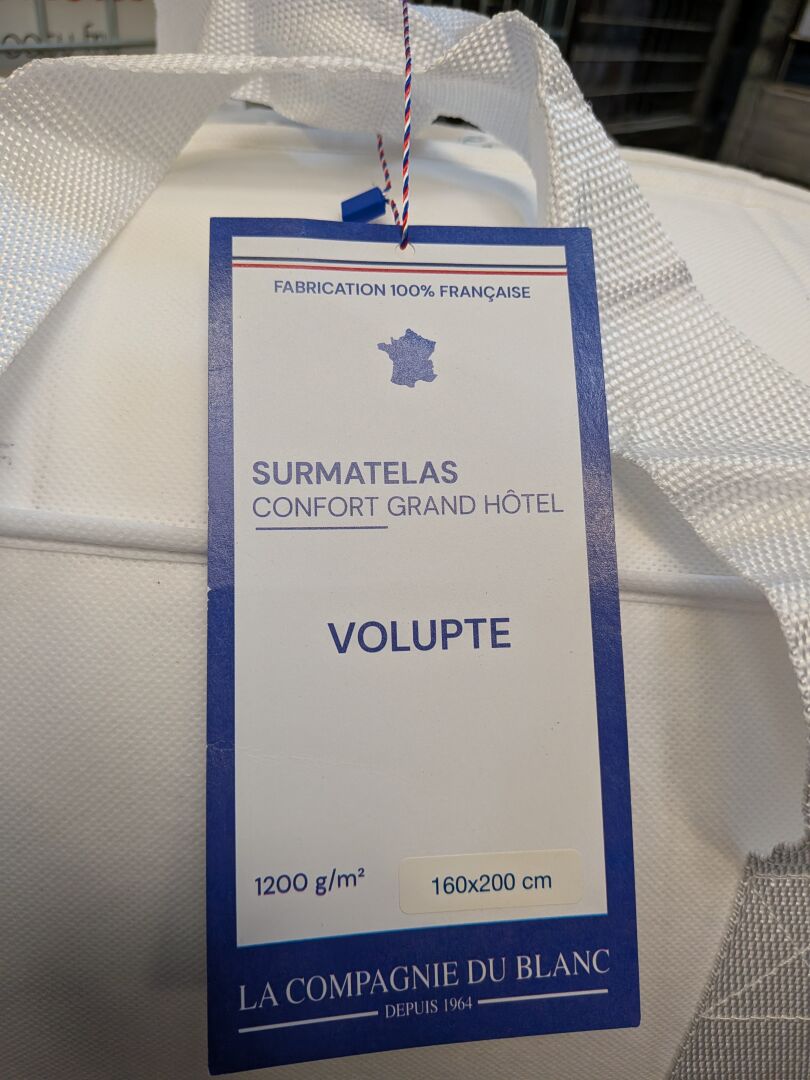 FABRICATION 100% FRANÇAISE
SURMATELAS
CONFORT GRAND HÔTEL
VOLUPTE
1200 g/m²
160x200 cm
LA COMPAGNIE DU BLANC
DEPUIS 1964